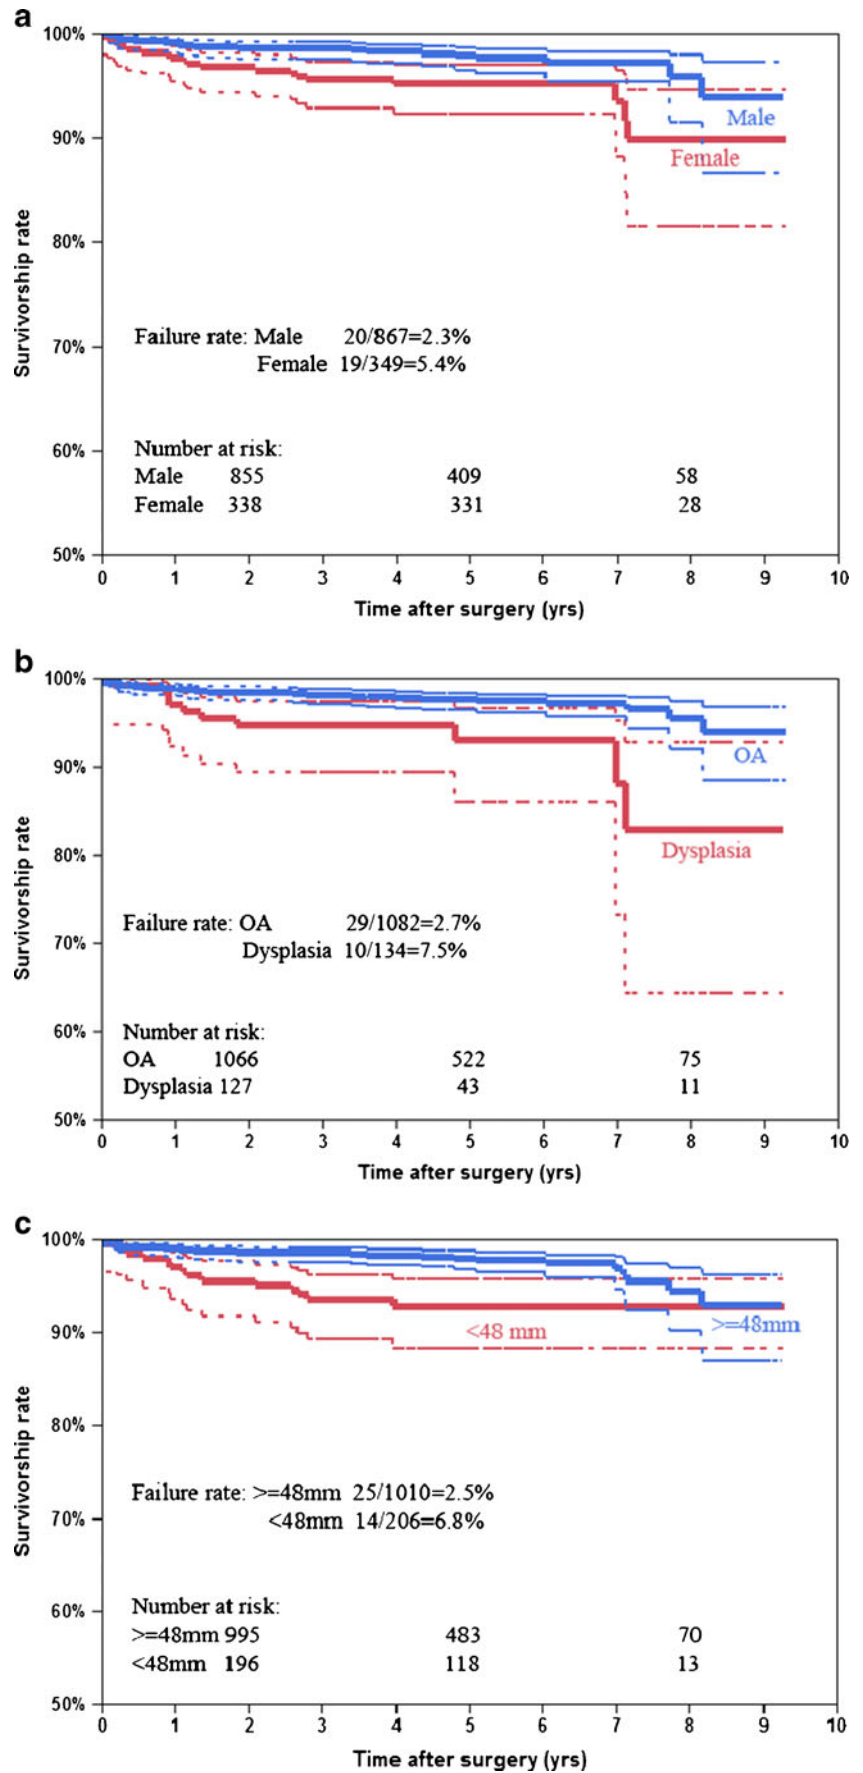 a
100%
90%
80%
70%
60%
50%
Survivorship rate
Male
Female
Failure rate: Male 20/867=2.3%
Female 19/349=5.4%
Number at risk:
Male 855 409 58
Female 338 331 28
0 1 2 3 4 5 6 7 8 9 10
Time after surgery (yrs)
b
100%
90%
80%
70%
60%
50%
Survivorship rate
OA
Dysplasia
Failure rate: OA 29/1082=2.7%
Dysplasia 10/134=7.5%
Number at risk:
OA 1066 522 75
Dysplasia 127 43 11
0 1 2 3 4 5 6 7 8 9 10
Time after surgery (yrs)
c
100%
90%
80%
70%
60%
50%
Survivorship rate
<48 mm
>=48mm
Failure rate: >=48mm 25/1010=2.5%
<48mm 14/206=6.8%
Number at risk:
>=48mm 995 483 70
<48mm 196 118 13
0 1 2 3 4 5 6 7 8 9 10
Time after surgery (yrs)